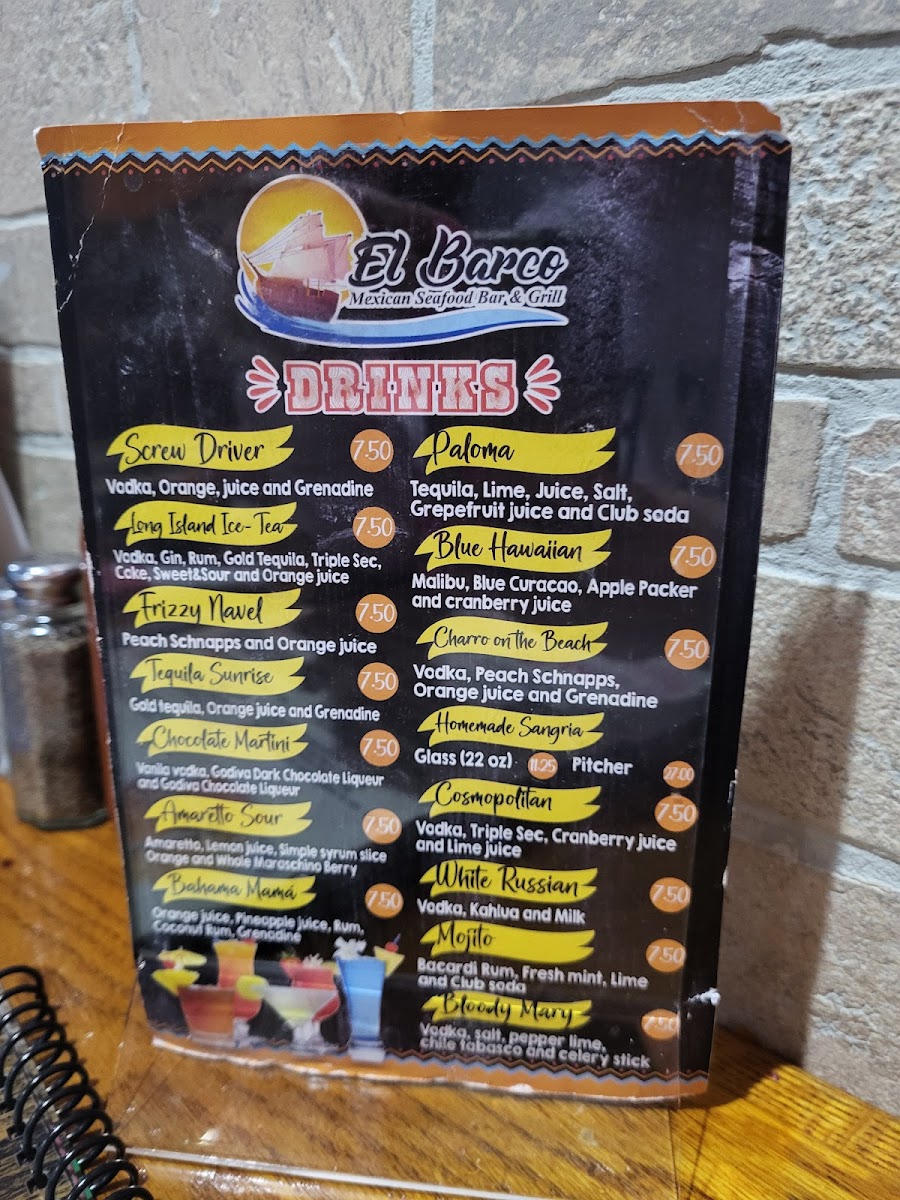 El Barco
Mexican Seafood Bar & Grill
DRINKS
Screw Driver 7.50
Vodka, Orange, juice and Grenadine
Long Island Ice-Tea 7.50
Vodka, Gin, Rum, Gold Tequila, Triple Sec,
Coke, Sweet&Sour and Orange juice
Frizzy Navel 7.50
Peach Schnapps and Orange juice
Tequila Sunrise 7.50
Gold tequila, Orange juice and Grenadine
Chocolate Martini 7.50
Vanila vodka, Godiva Dark Chocolate Liqueur
and Godiva Chocolate Liqueur
Amaretto Sour 7.50
Amaretto, Lemon juice, Simple syrum slice
Orange and Whole Maraschino Berry
Bahama Mamá 7.50
Orange juice, Pineapple juice, Rum,
Coconut Rum, Grenadine
Paloma 7.50
Tequila, Lime, Juice, Salt,
Grepefruit juice and Club soda
Blue Hawaiian 7.50
Malibu, Blue Curacao, Apple Packer
and cranberry juice
Charro on the Beach 7.50
Vodka, Peach Schnapps,
Orange juice and Grenadine
Homemade Sangria
Glass (22 oz) 11.25 Pitcher 27.00
Cosmopolitan 7.50
Vodka, Triple Sec, Cranberry juice
and Lime juice
White Russian 7.50
Vodka, Kahlua and Milk
Mojito 7.50
Bacardi Rum, Fresh mint, Lime
and Club soda
Bloody Mary 7.50
Vodka, salt, pepper lime,
chile tabasco and celery stick